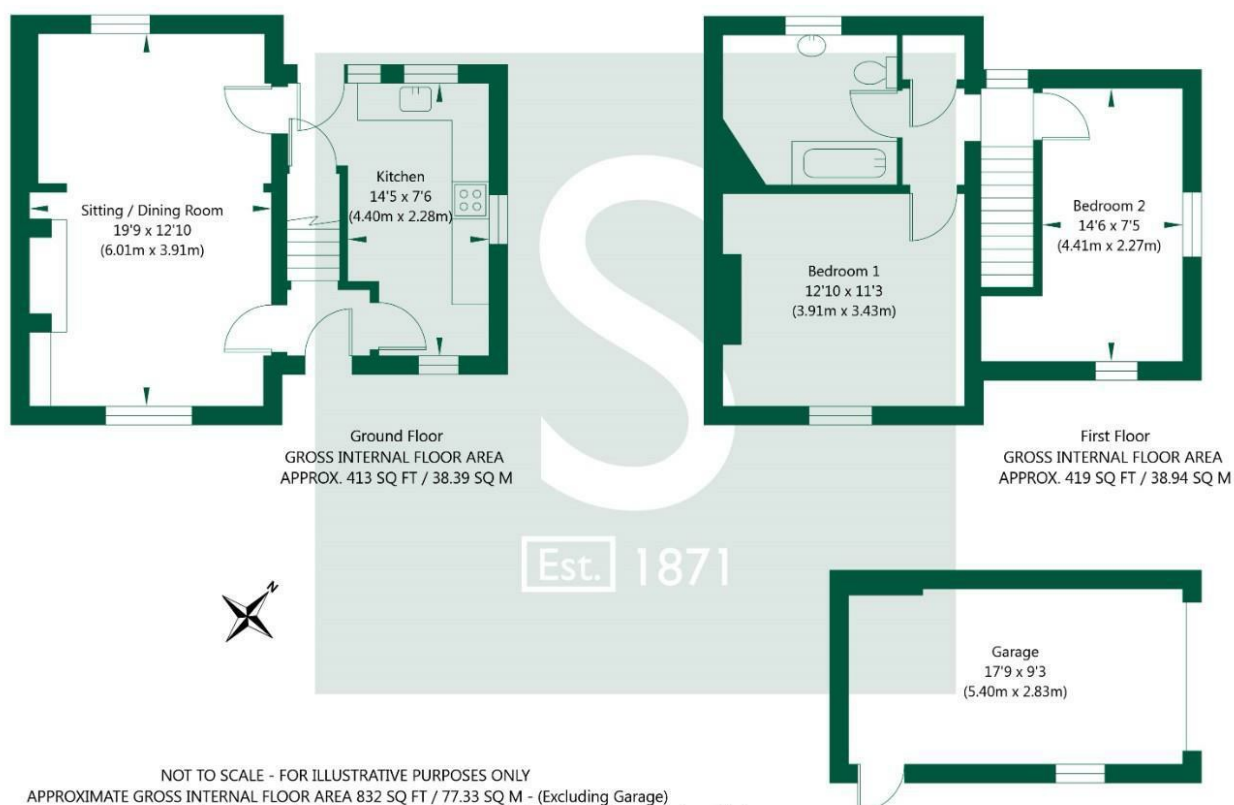 Sitting / Dining Room
19'9 x 12'10
(6.01m x 3.91m)
Kitchen
14'5 x 7'6
(4.40m x 2.28m)
Bedroom 1
12'10 x 11'3
(3.91m x 3.43m)
Bedroom 2
14'6 x 7'5
(4.41m x 2.27m)
Ground Floor
GROSS INTERNAL FLOOR AREA
APPROX. 413 SQ FT / 38.39 SQ M
First Floor
GROSS INTERNAL FLOOR AREA
APPROX. 419 SQ FT / 38.94 SQ M
S
Est. 1871
N
Garage
17'9 x 9'3
(5.40m x 2.83m)
NOT TO SCALE - FOR ILLUSTRATIVE PURPOSES ONLY
APPROXIMATE GROSS INTERNAL FLOOR AREA 832 SQ FT / 77.33 SQ M - (Excluding Garage)